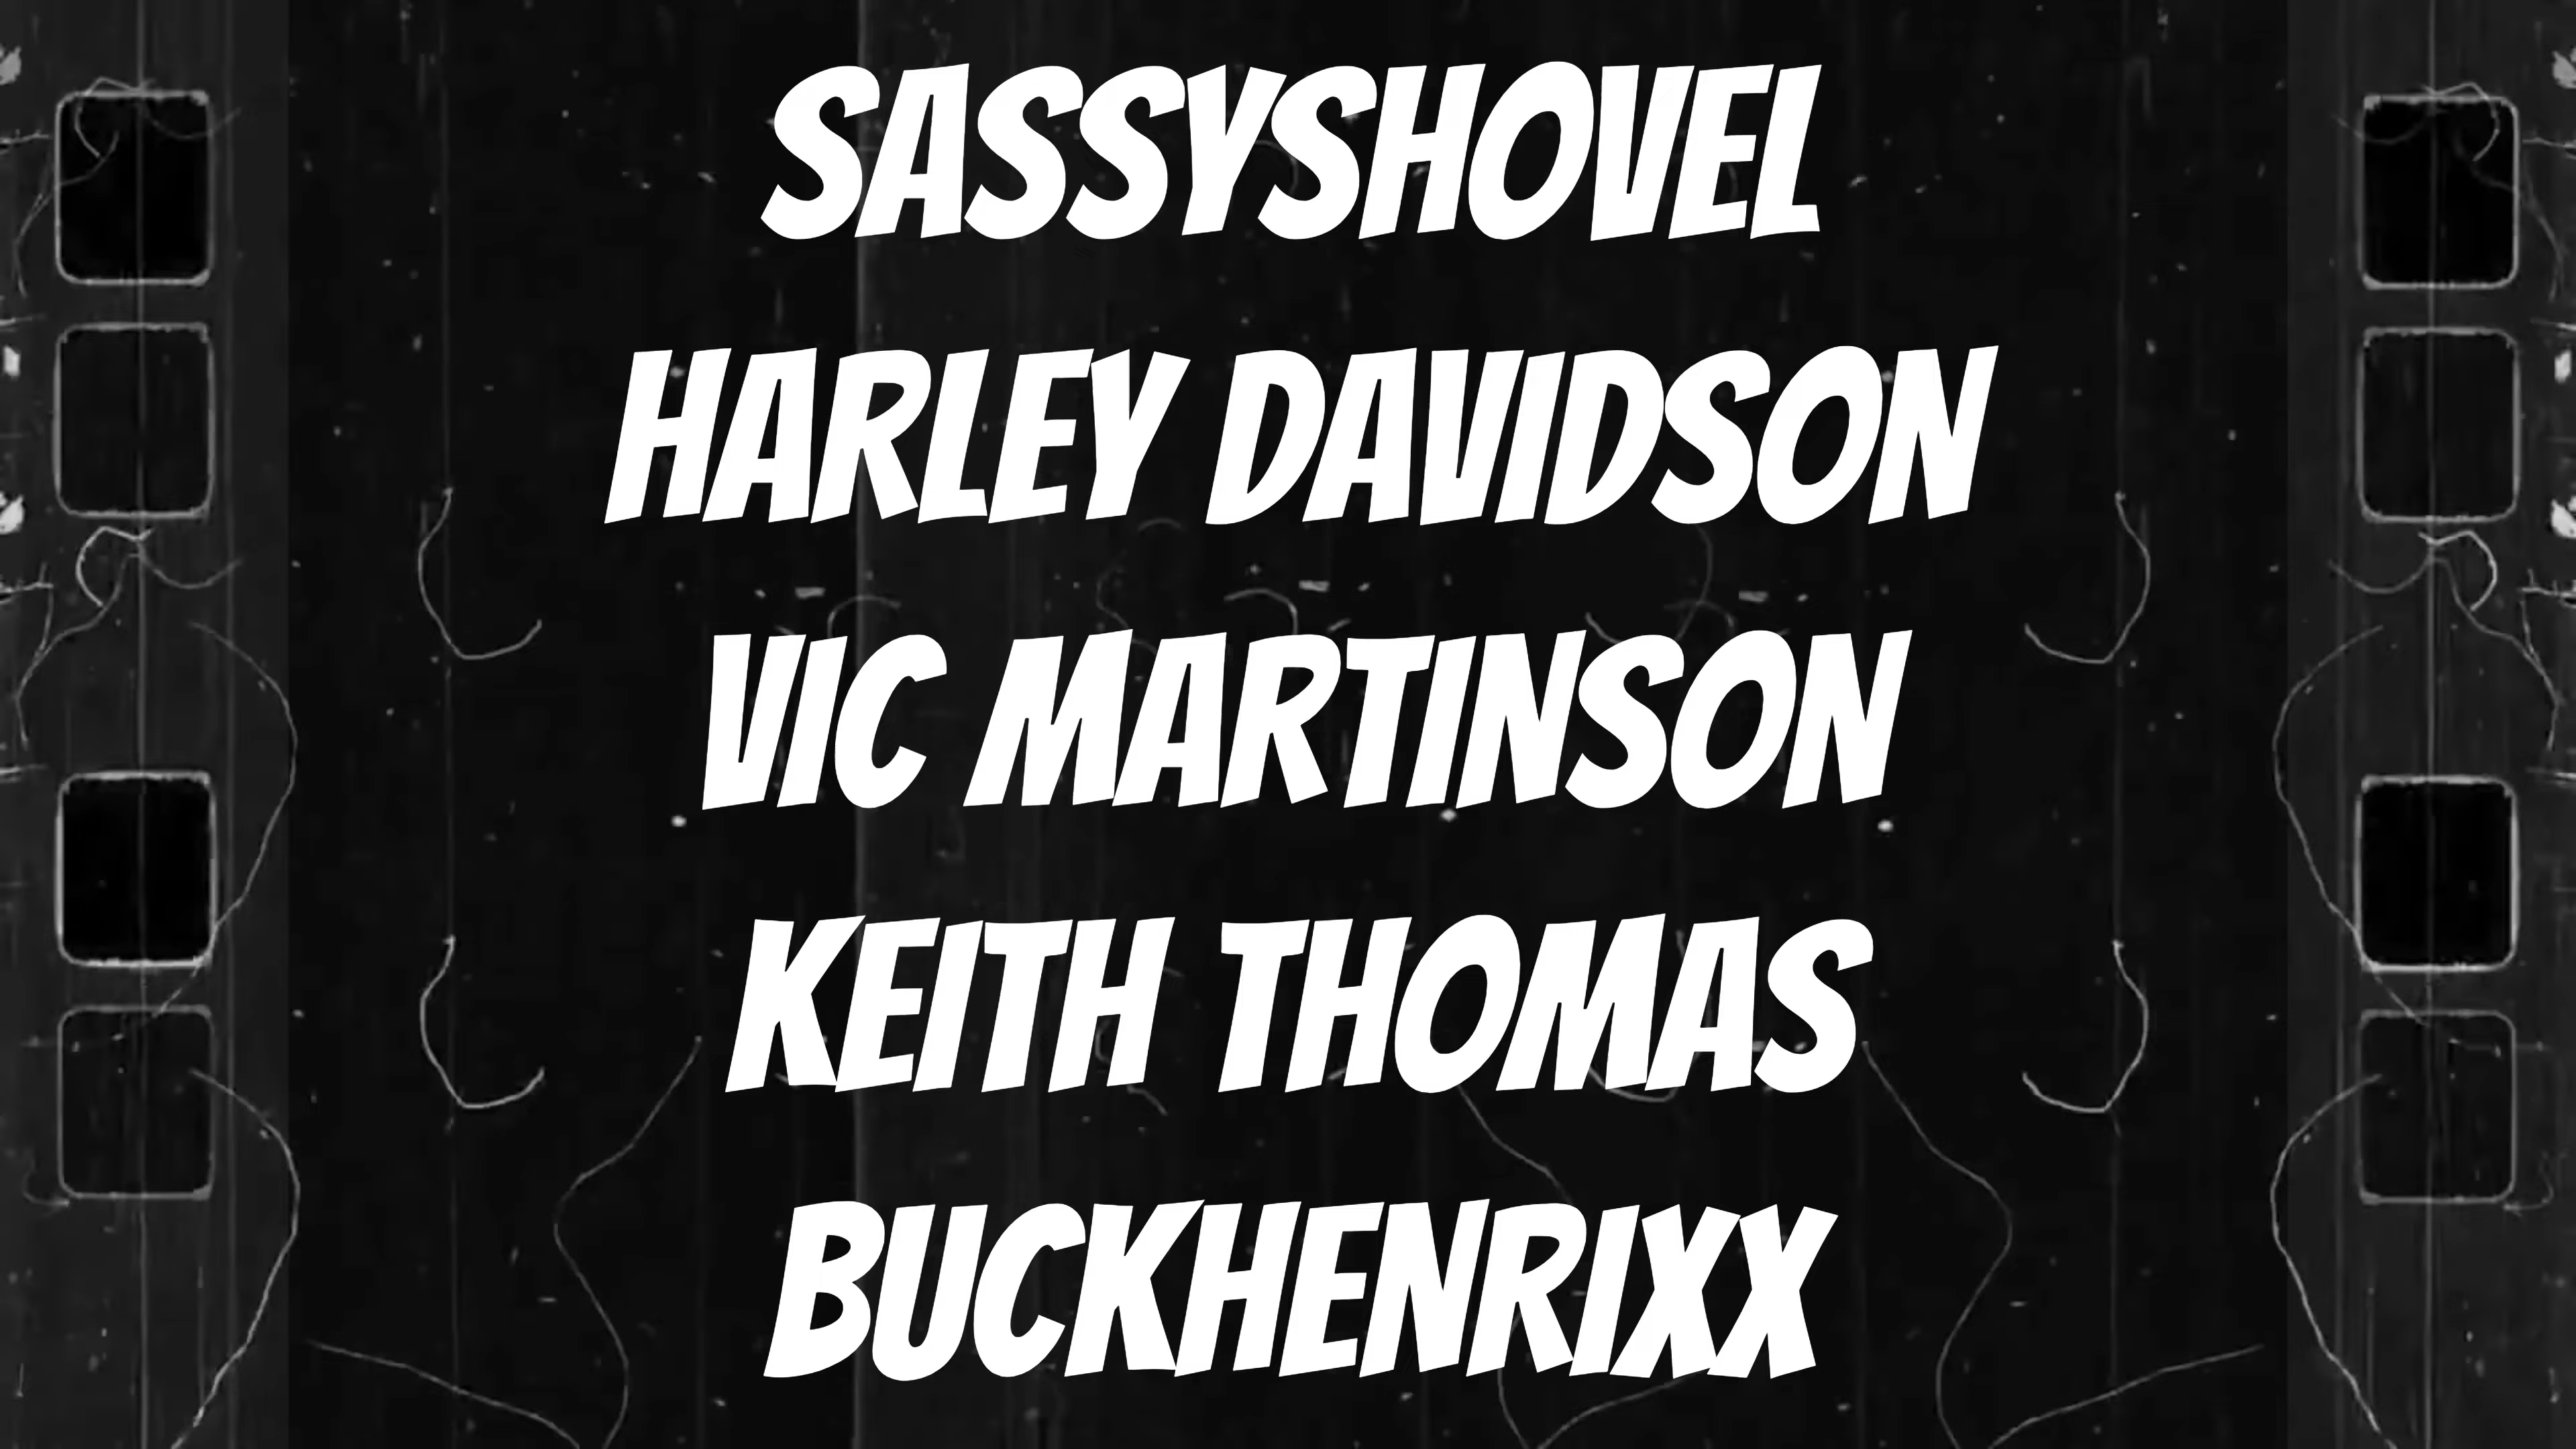 SASSYSHOVEL
HARLEY DAVIDSON
VIC MARTINSON
KEITH THOMAS
BUCKHENRIXX